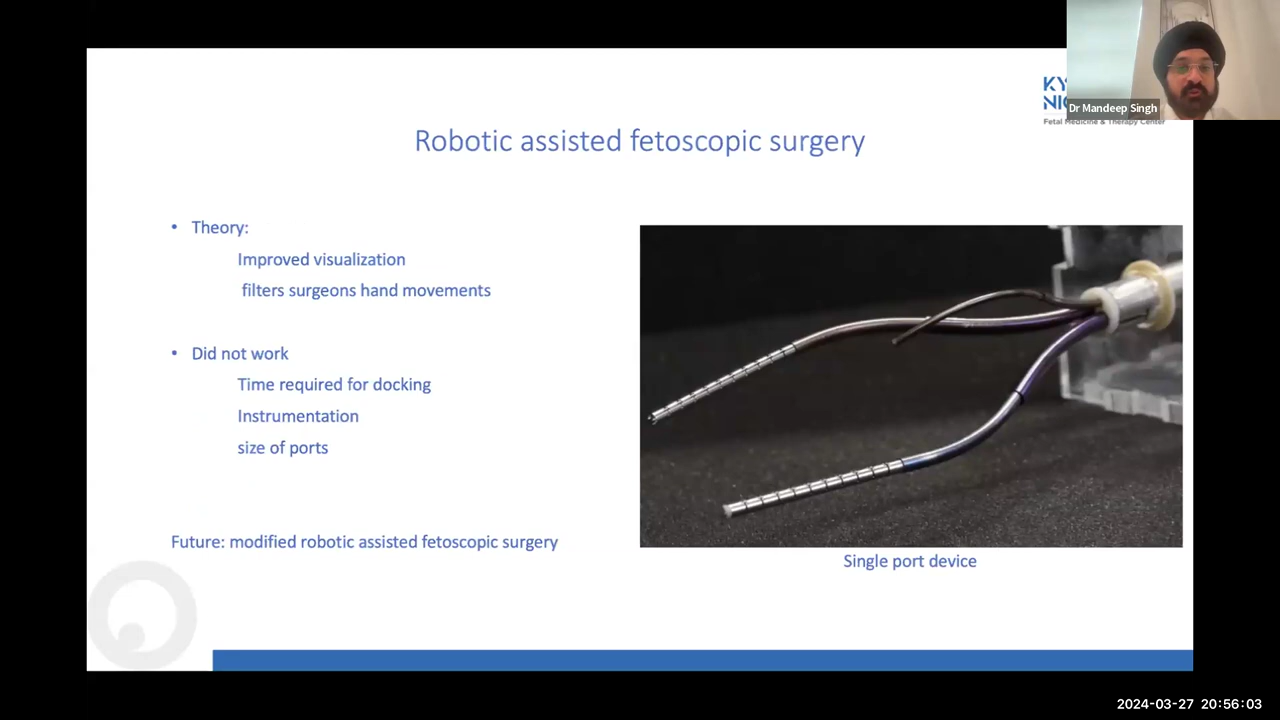 KY
NIC
Fetal Medicine & Therapy Center
Dr Mandeep Singh
Robotic assisted fetoscopic surgery
• Theory:
Improved visualization
filters surgeons hand movements
• Did not work
Time required for docking
Instrumentation
size of ports
Future: modified robotic assisted fetoscopic surgery
Single port device
2024-03-27 20:56:03